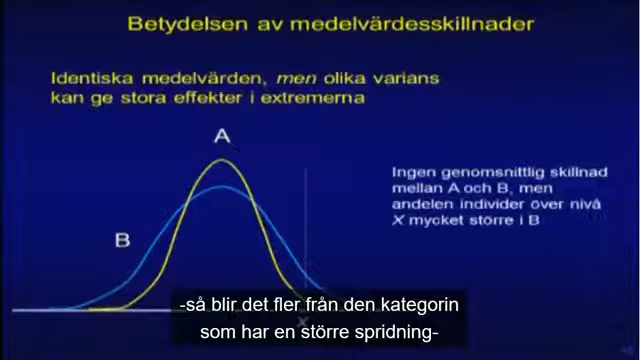 Betydelsen av medelvärdesskillnader
Identiska medelvärden, men olika varians
kan ge stora effekter i extremerna
A
Ingen genomsnittlig skillnad
mellan A och B, men
andelen individer över nivå
X mycket större i B
B
-så blir det fler från den kategorin
som har en större spridning-
X